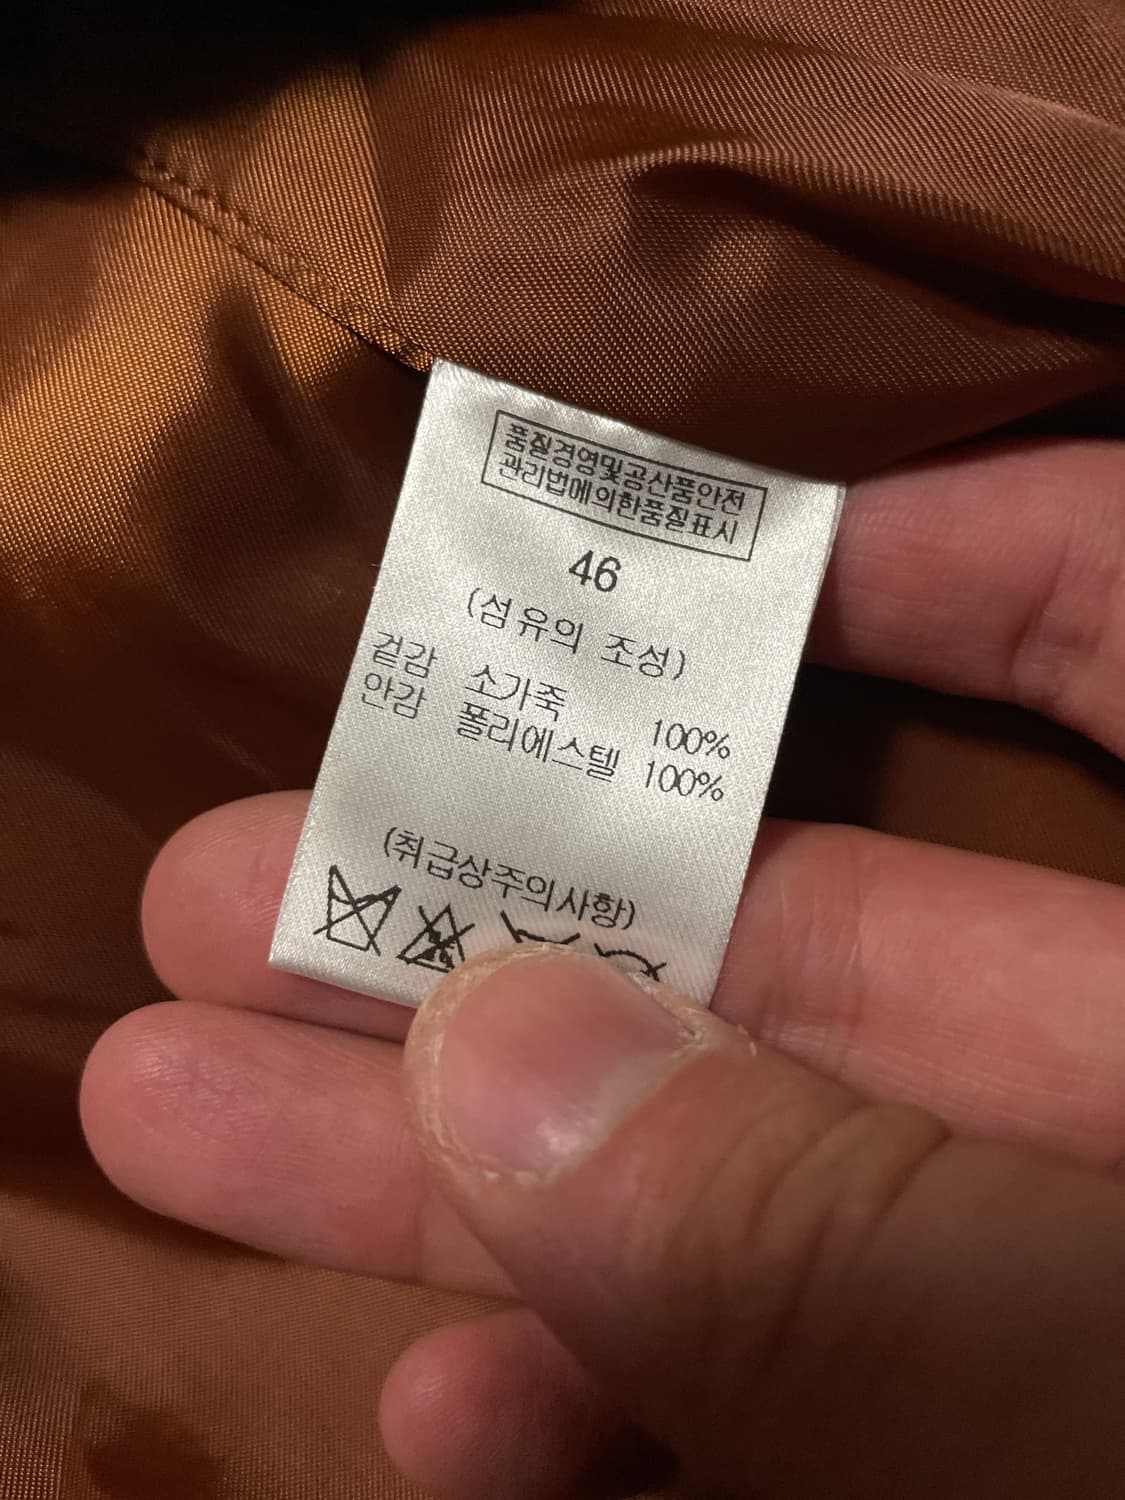 품질경영및공산품안전
관리법에의한품질표시
46
(섬유의 조성)
겉감 소가죽 100%
안감 폴리에스텔 100%
(취급상주의사항)